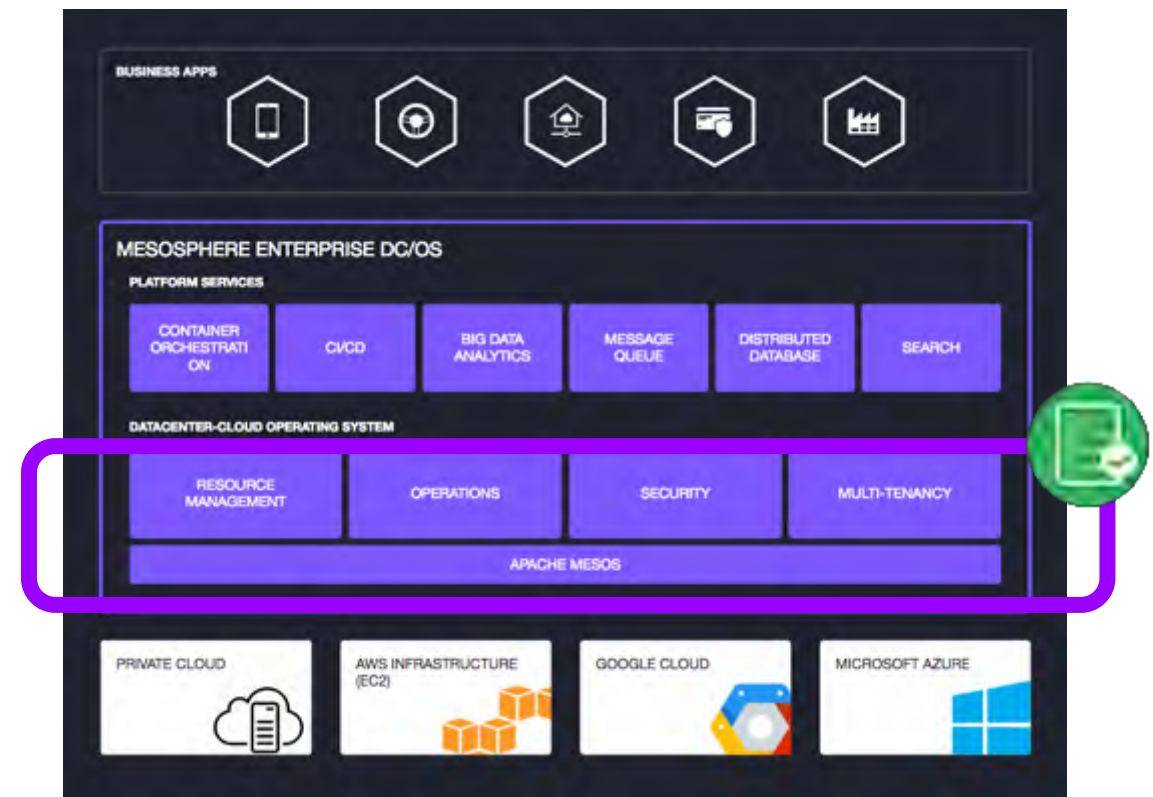 BUSINESS APPS
MESOSPHERE ENTERPRISE DC/OS
PLATFORM SERVICES
CONTAINER
ORCHESTRATI
ON
CI/CD
BIG DATA
ANALYTICS
MESSAGE
QUEUE
DISTRIBUTED
DATABASE
SEARCH
DATACENTER-CLOUD OPERATING SYSTEM
RESOURCE
MANAGEMENT
OPERATIONS
SECURITY
MULTI-TENANCY
APACHE MESOS
PRIVATE CLOUD
AWS INFRASTRUCTURE
(EC2)
GOOGLE CLOUD
MICROSOFT AZURE